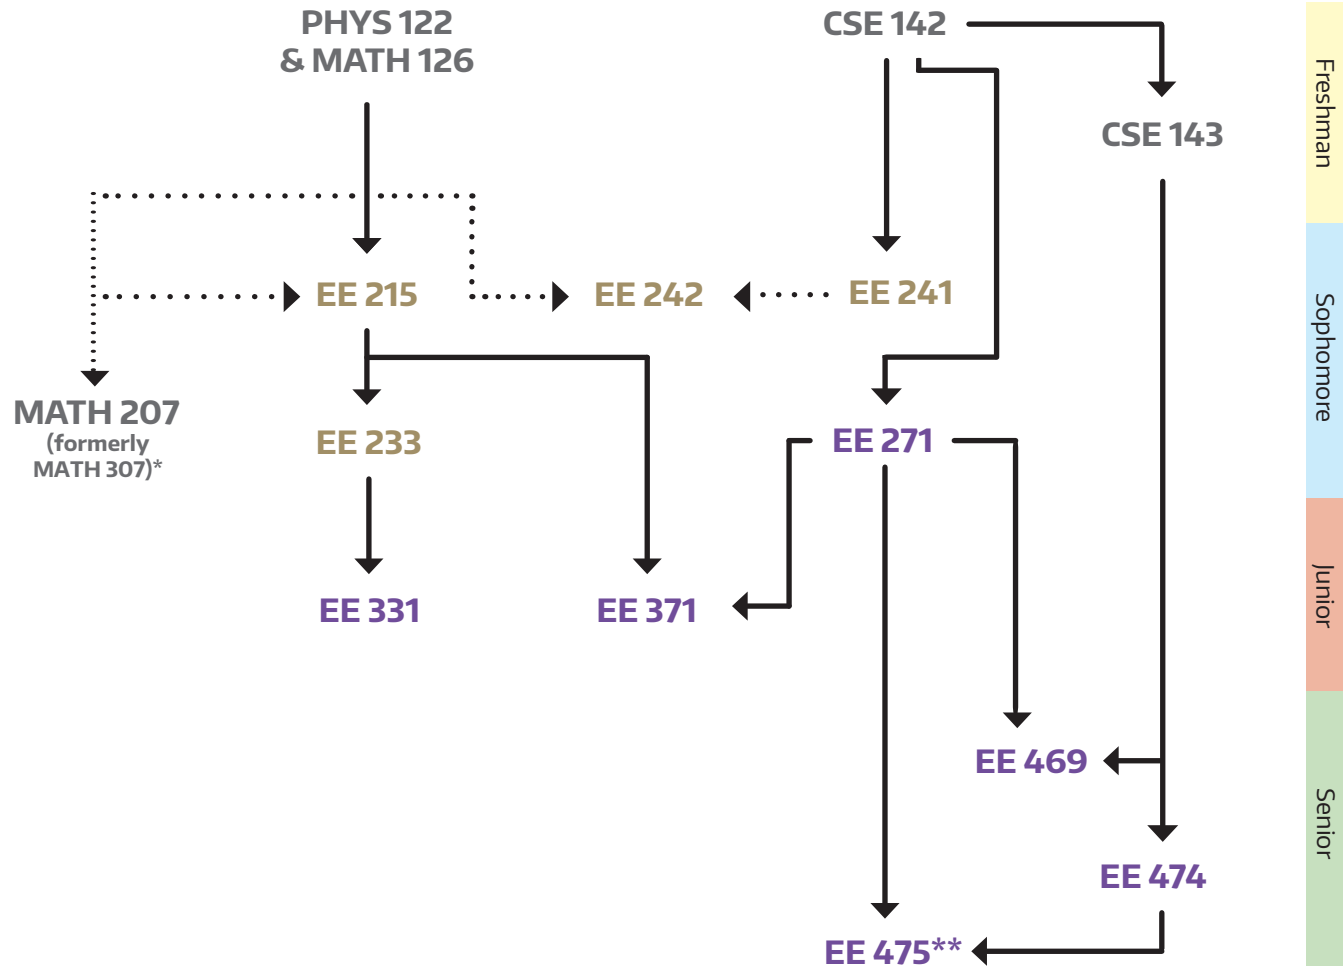 PHYS 122
& MATH 126
CSE 142
CSE 143
Freshman
EE 215
EE 242
EE 241
Sophomore
MATH 207
(formerly
MATH 307)*
EE 233
EE 271
EE 331
EE 371
Junior
EE 469
Senior
EE 474
EE 475**